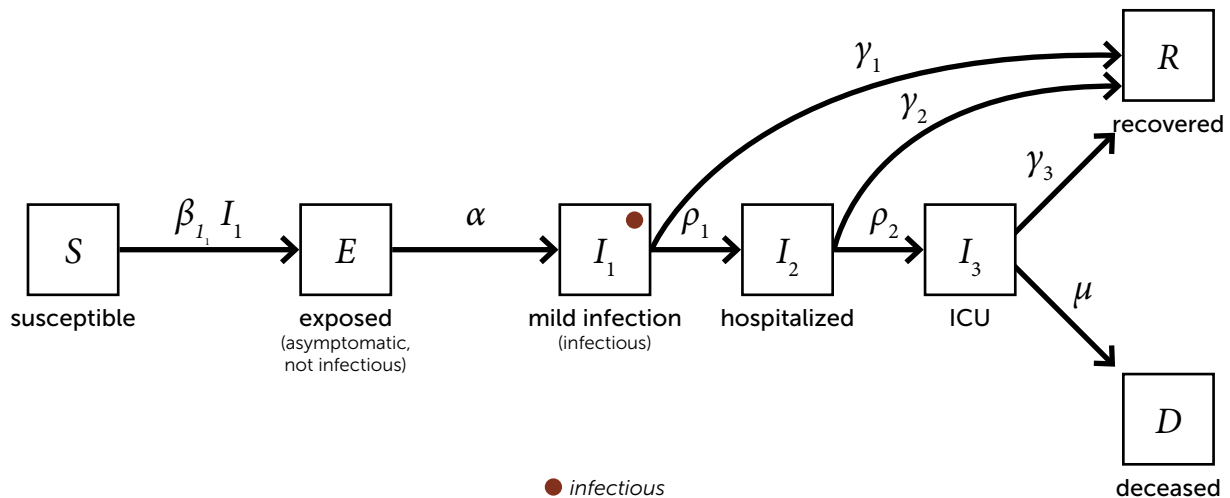 R
recovered
γ1
γ2
γ3
S
susceptible
βI1 I1
E
exposed
(asymptomatic,
not infectious)
α
I1
mild infection
(infectious)
ρ1
I2
hospitalized
ρ2
I3
ICU
μ
D
deceased
infectious